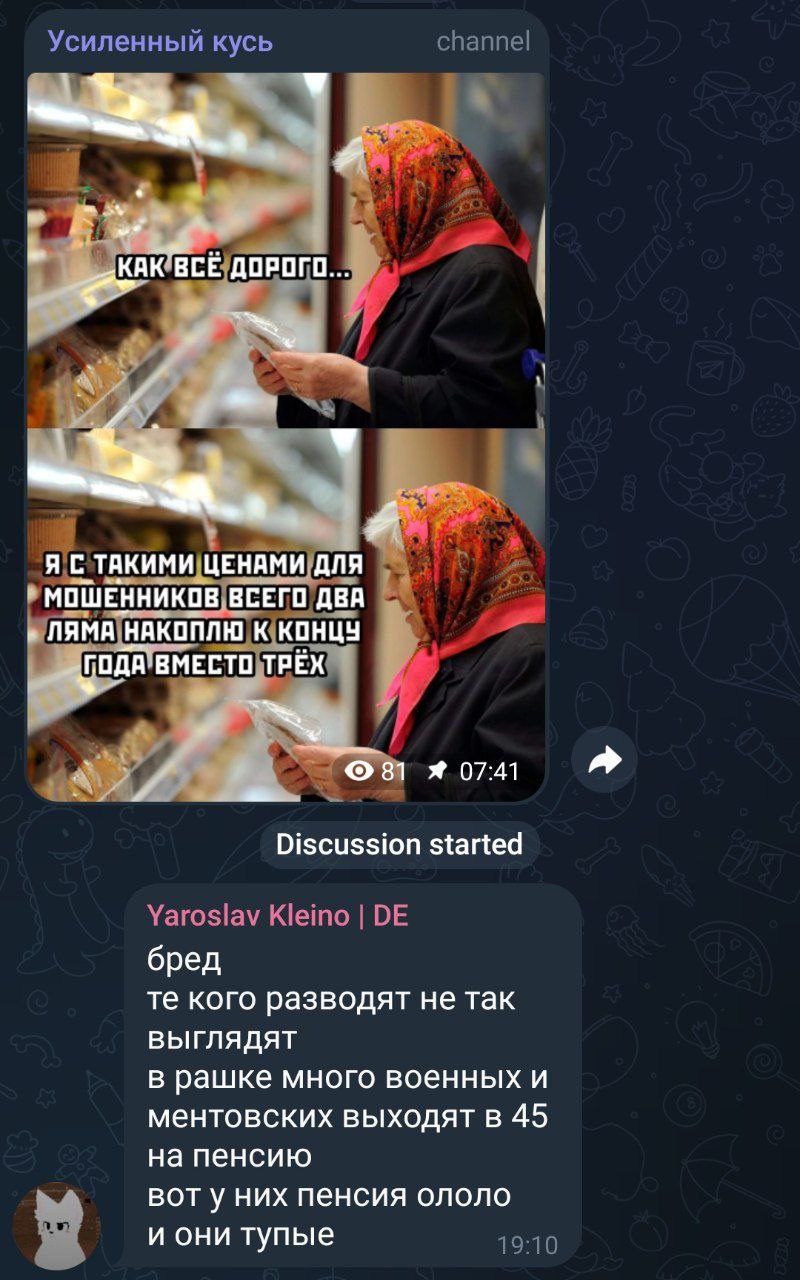 Усиленный кусь
channel
КАК ВСЁ ДОРОГО...
Я С ТАКИМИ ЦЕНАМИ ДЛЯ
МОШЕННИКОВ ВСЕГО ДВА
ЛЯМА НАКОПЛЮ К КОНЦУ
ГОДА ВМЕСТО ТРЁХ
81 07:41
Discussion started
Yaroslav Kleino | DE
бред
те кого разводят не так
выглядят
в рашке много военных и
ментовских выходят в 45
на пенсию
вот у них пенсия ололо
и они тупые
19:10